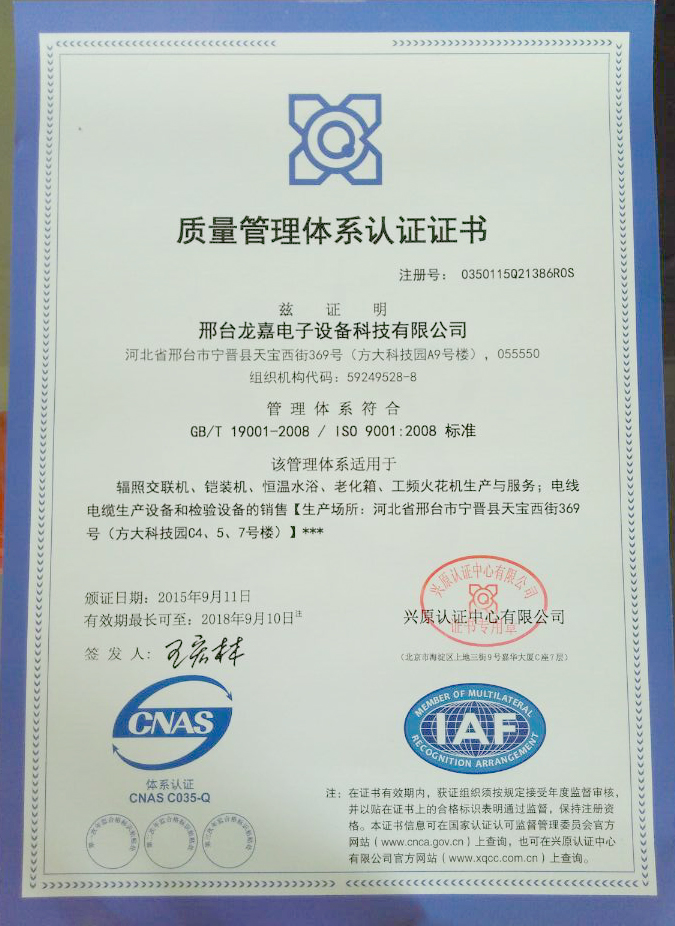 质量管理体系认证证书
注册号： 0350115Q21386R0S
兹 证 明
邢台龙嘉电子设备科技有限公司
河北省邢台市宁晋县天宝西街369号（方大科技园A9号楼），055550
组织机构代码：59249528-8
管 理 体 系 符 合
GB/T 19001-2008 / ISO 9001:2008 标准
该管理体系适用于
辐照交联机、铠装机、恒温水浴、老化箱、工频火花机生产与服务；电线
电缆生产设备和检验设备的销售【生产场所：河北省邢台市宁晋县天宝西街369
号（方大科技园C4、5、7号楼）】***
颁证日期：2015年9月11日
有效期最长可至：2018年9月10日注
签 发 人：王宏林
兴原认证中心有限公司
证书专用章
兴原认证中心有限公司
（北京市海淀区上地三街9号嘉华大厦C座7层）
CNAS
体系认证
CNAS C035-Q
MEMBER OF MULTILATERAL
IAF
RECOGNITION ARRANGEMENT
注：在证书有效期内，获证组织须按规定接受年度监督审核，
并以贴在证书上的合格标识表明通过监督，保持注册资
格。本证书信息可在国家认证认可监督管理委员会官方
网站（www.cnca.gov.cn）上查询，也可在兴原认证中心
有限公司官方网站（www.xqcc.com.cn）上查询。